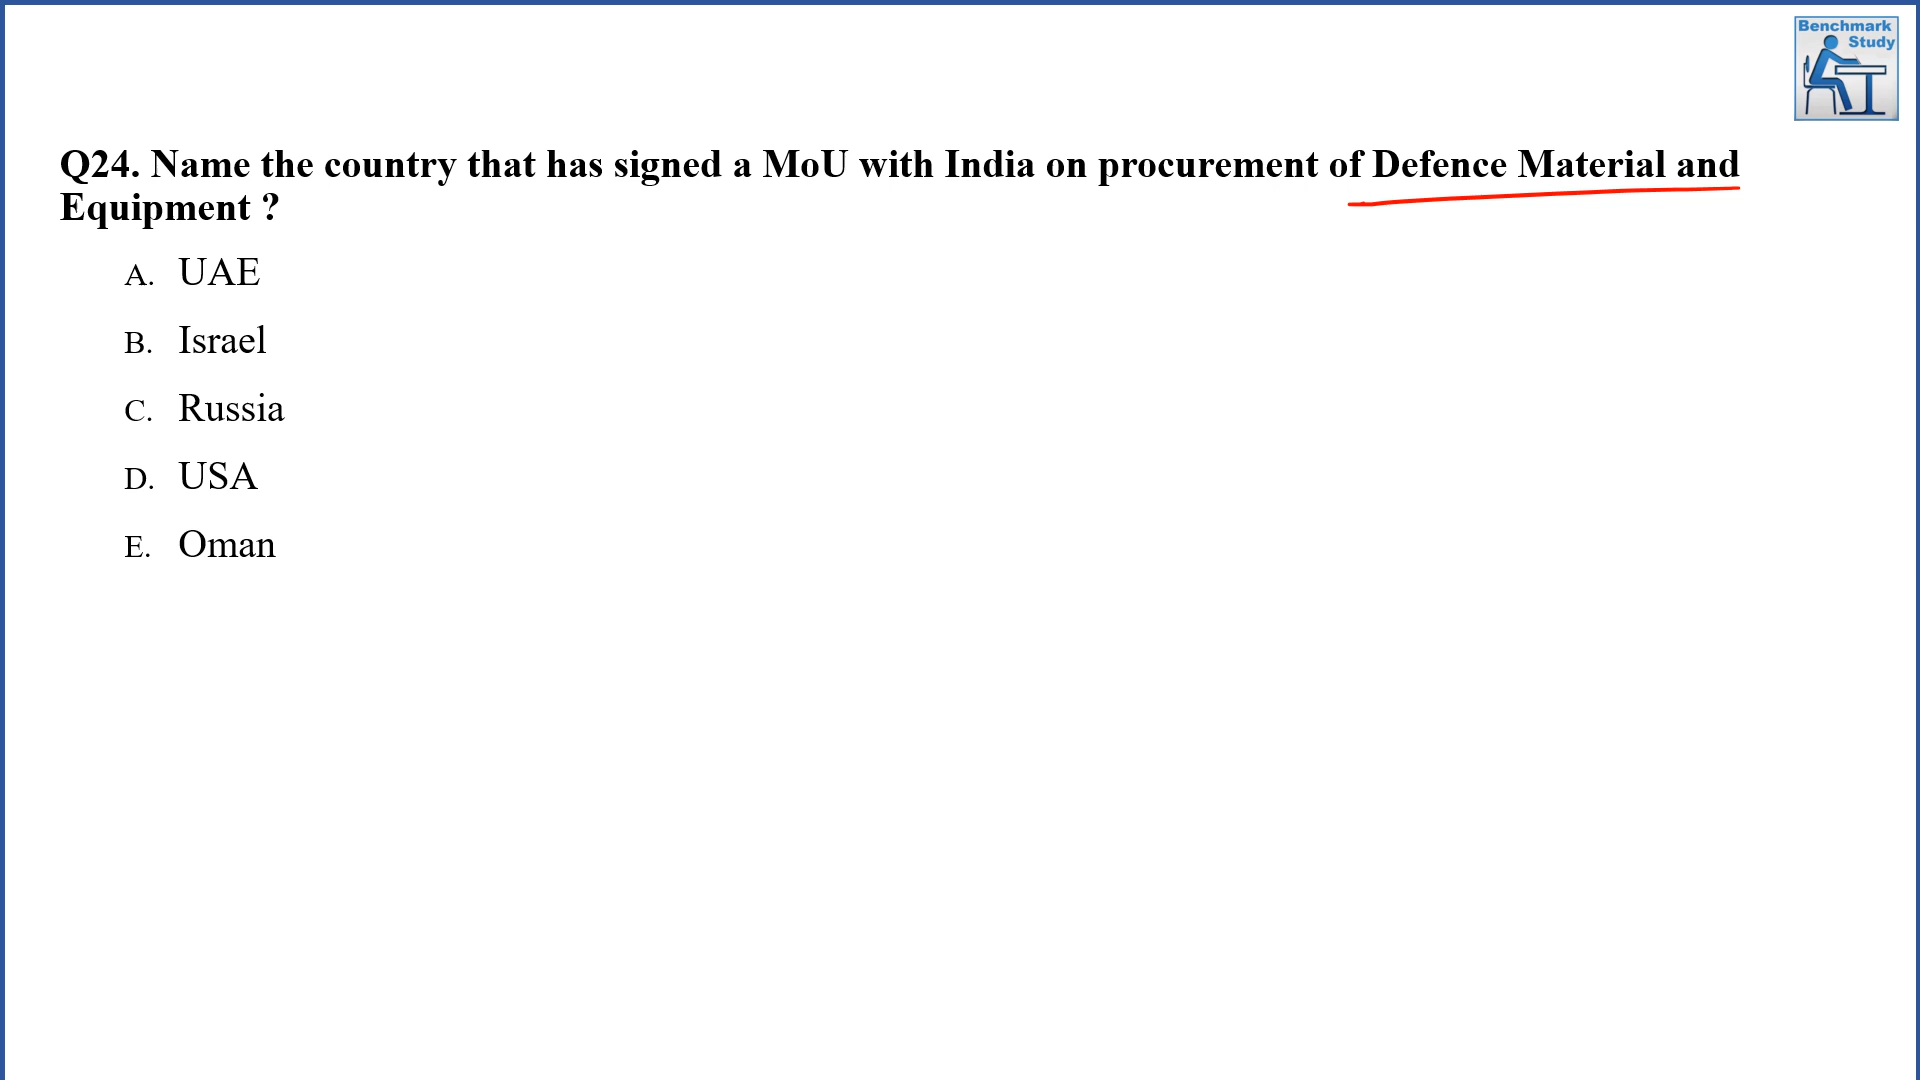 Benchmark
Study
Q24. Name the country that has signed a MoU with India on procurement of Defence Material and
Equipment ?
A. UAE
B. Israel
C. Russia
D. USA
E. Oman